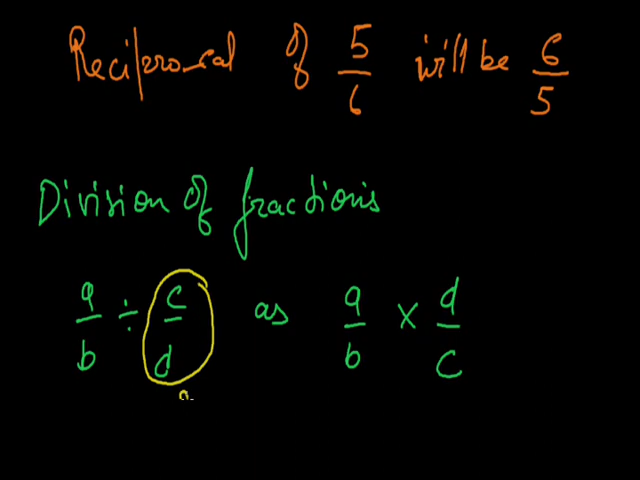 Reciprocal of 5/6 will be 6/5
Division of fractions
a/b ÷ c/d as a/b × d/c